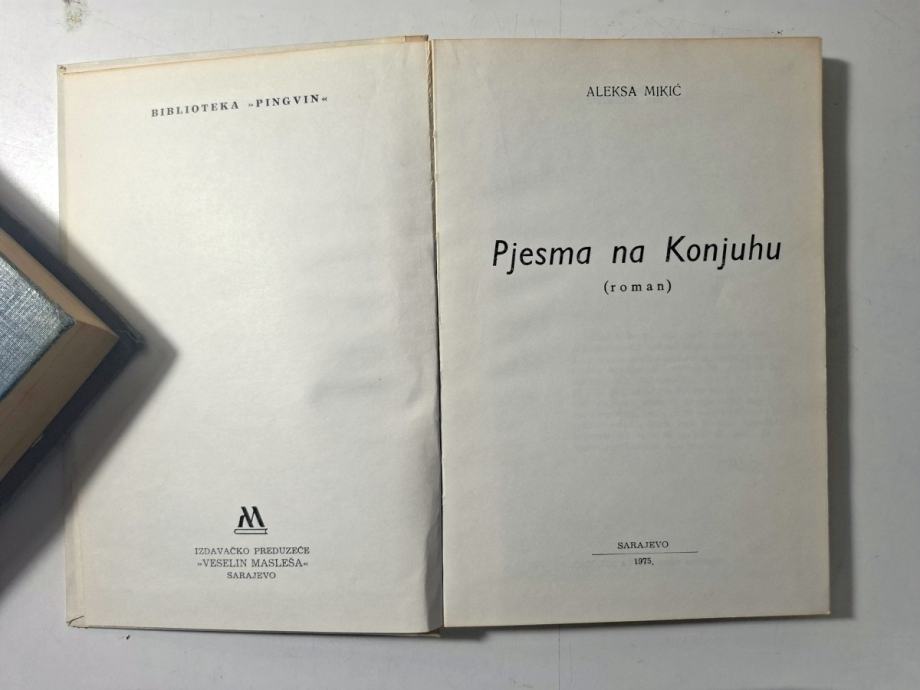 BIBLIOTEKA »PINGVIN«
IZDAVAČKO PREDUZEĆE
»VESELIN MASLEŠA«
SARAJEVO
ALEKSA MIKIĆ
Pjesma na Konjuhu
(roman)
SARAJEVO
1975.